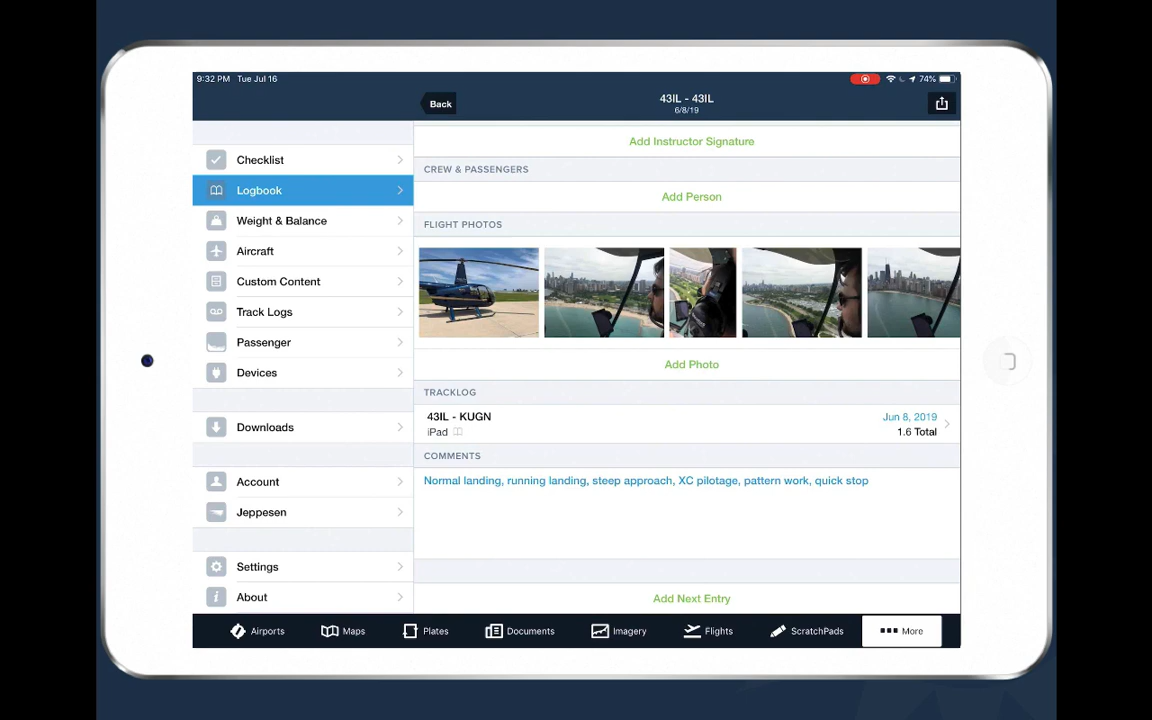 9:32 PM Tue Jul 16
74%
Back
43IL - 43IL
6/8/19
Checklist
Logbook
Weight & Balance
Aircraft
Custom Content
Track Logs
Passenger
Devices
Downloads
Account
Jeppesen
Settings
About
Add Instructor Signature
CREW & PASSENGERS
Add Person
FLIGHT PHOTOS
Add Photo
TRACKLOG
43IL - KUGN
Jun 8, 2019
iPad
1.6 Total
COMMENTS
Normal landing, running landing, steep approach, XC pilotage, pattern work, quick stop
Add Next Entry
Airports
Maps
Plates
Documents
Imagery
Flights
ScratchPads
More